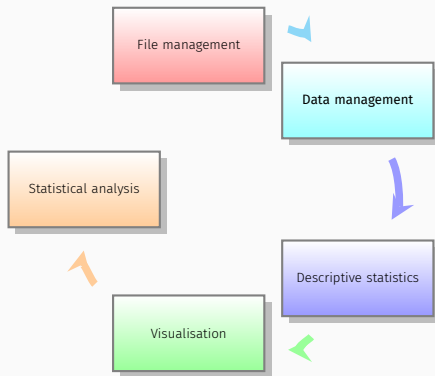 File management
Data management
Descriptive statistics
Visualisation
Statistical analysis